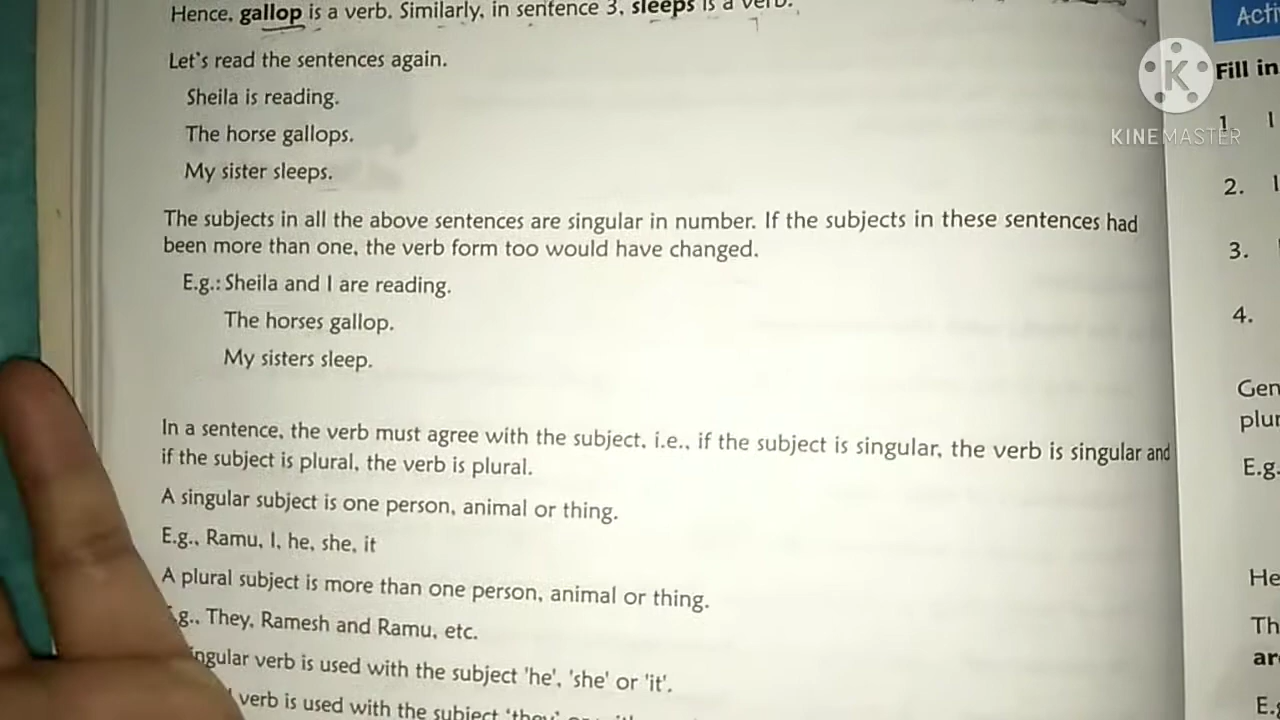 Hence, gallop is a verb. Similarly, in sentence 3, sleeps is a verb.
Let's read the sentences again.
Sheila is reading.
The horse gallops.
My sister sleeps.
The subjects in all the above sentences are singular in number. If the subjects in these sentences had
been more than one, the verb form too would have changed.
E.g.: Sheila and I are reading.
The horses gallop.
My sisters sleep.
In a sentence, the verb must agree with the subject, i.e., if the subject is singular, the verb is singular and
if the subject is plural, the verb is plural.
A singular subject is one person, animal or thing.
E.g., Ramu, I, he, she, it
A plural subject is more than one person, animal or thing.
g., They, Ramesh and Ramu, etc.
ngular verb is used with the subject 'he', 'she' or 'it'.
verb is used with the subject 'they'
Acti
Fill in
1 I
2. I
3.
4.
Gen
plur
E.g.
He
Th
are
E.g
K
KINEMASTER